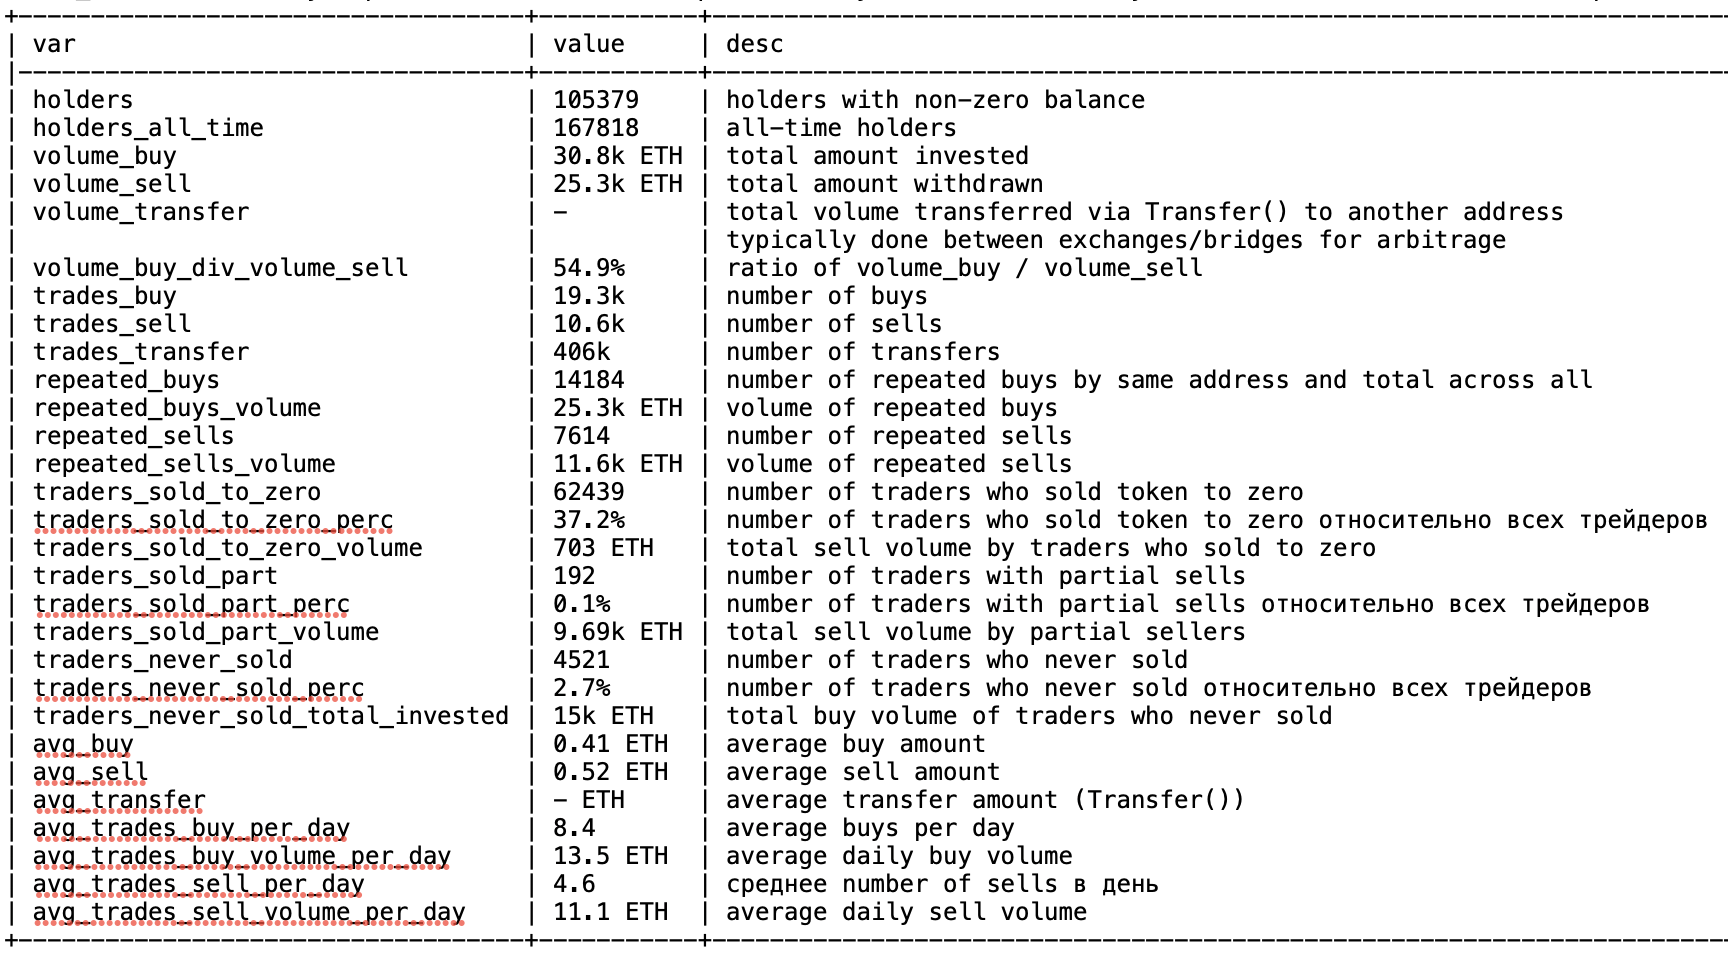 +-----------------------------------+-----------+-----------------------------------------------------------------------
| var                               | value     | desc
|-----------------------------------+-----------+-----------------------------------------------------------------------
| holders                           | 105379    | holders with non-zero balance
| holders_all_time                  | 167818    | all-time holders
| volume_buy                        | 30.8k ETH | total amount invested
| volume_sell                       | 25.3k ETH | total amount withdrawn
| volume_transfer                   | -         | total volume transferred via Transfer() to another address
|                                   |           | typically done between exchanges/bridges for arbitrage
| volume_buy_div_volume_sell        | 54.9%     | ratio of volume_buy / volume_sell
| trades_buy                        | 19.3k     | number of buys
| trades_sell                       | 10.6k     | number of sells
| trades_transfer                   | 406k      | number of transfers
| repeated_buys                     | 14184     | number of repeated buys by same address and total across all
| repeated_buys_volume              | 25.3k ETH | volume of repeated buys
| repeated_sells                    | 7614      | number of repeated sells
| repeated_sells_volume             | 11.6k ETH | volume of repeated sells
| traders_sold_to_zero              | 62439     | number of traders who sold token to zero
| traders_sold_to_zero_perc         | 37.2%     | number of traders who sold token to zero относительно всех трейдеров
| traders_sold_to_zero_volume       | 703 ETH   | total sell volume by traders who sold to zero
| traders_sold_part                 | 192       | number of traders with partial sells
| traders_sold_part_perc            | 0.1%      | number of traders with partial sells относительно всех трейдеров
| traders_sold_part_volume          | 9.69k ETH | total sell volume by partial sellers
| traders_never_sold                | 4521      | number of traders who never sold
| traders_never_sold_perc           | 2.7%      | number of traders who never sold относительно всех трейдеров
| traders_never_sold_total_invested | 15k ETH   | total buy volume of traders who never sold
| avg_buy                           | 0.41 ETH  | average buy amount
| avg_sell                          | 0.52 ETH  | average sell amount
| avg_transfer                      | - ETH     | average transfer amount (Transfer())
| avg_trades_buy_per_day            | 8.4       | average buys per day
| avg_trades_buy_volume_per_day     | 13.5 ETH  | average daily buy volume
| avg_trades_sell_per_day           | 4.6       | среднее number of sells в день
| avg_trades_sell_volume_per_day    | 11.1 ETH  | average daily sell volume
+-----------------------------------+-----------+-----------------------------------------------------------------------